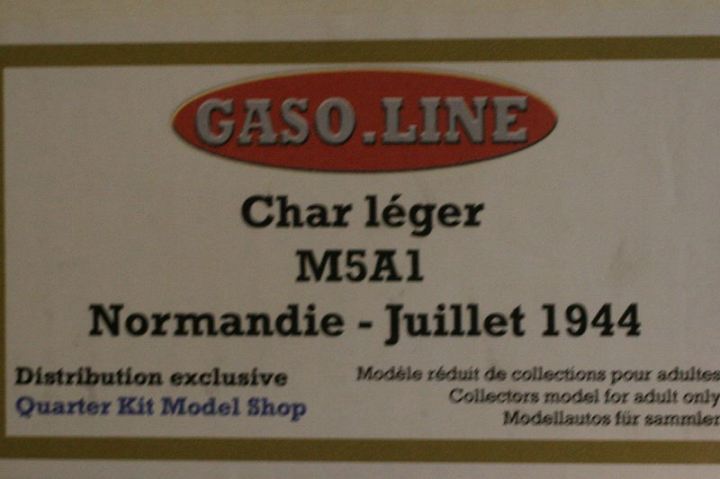 GASO.LINE
Char léger
M5A1
Normandie - Juillet 1944
Distribution exclusive
Quarter Kit Model Shop
Modèle réduit de collections pour adultes
Collectors model for adult only
Modellautos für sammler